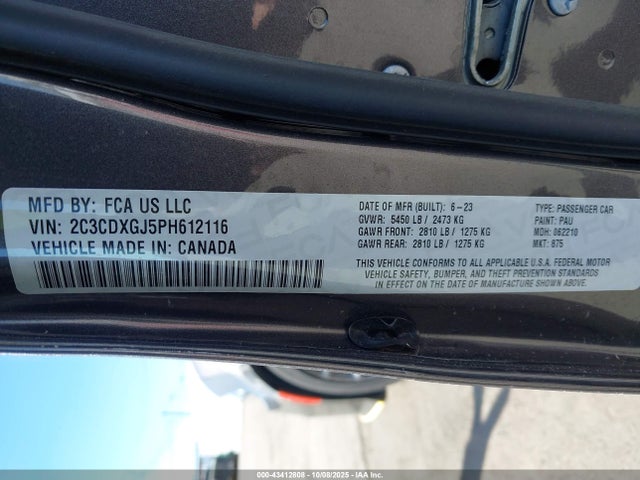 MFD BY: FCA US LLC
VIN: 2C3CDXGJ5PH612116
VEHICLE MADE IN: CANADA
DATE OF MFR (BUILT): 6-23
GVWR: 5450 LB / 2473 KG
GAWR FRONT: 2810 LB / 1275 KG
GAWR REAR: 2810 LB / 1275 KG
TYPE: PASSENGER CAR
PAINT: PAU
MDH: 062210
MKT: 875
THIS VEHICLE CONFORMS TO ALL APPLICABLE U.S.A. FEDERAL MOTOR
VEHICLE SAFETY, BUMPER, AND THEFT PREVENTION STANDARDS
IN EFFECT ON THE DATE OF MANUFACTURE SHOWN ABOVE.
000-43412808 | 10/08/2025 | © COPYRIGHT IAA, LLC